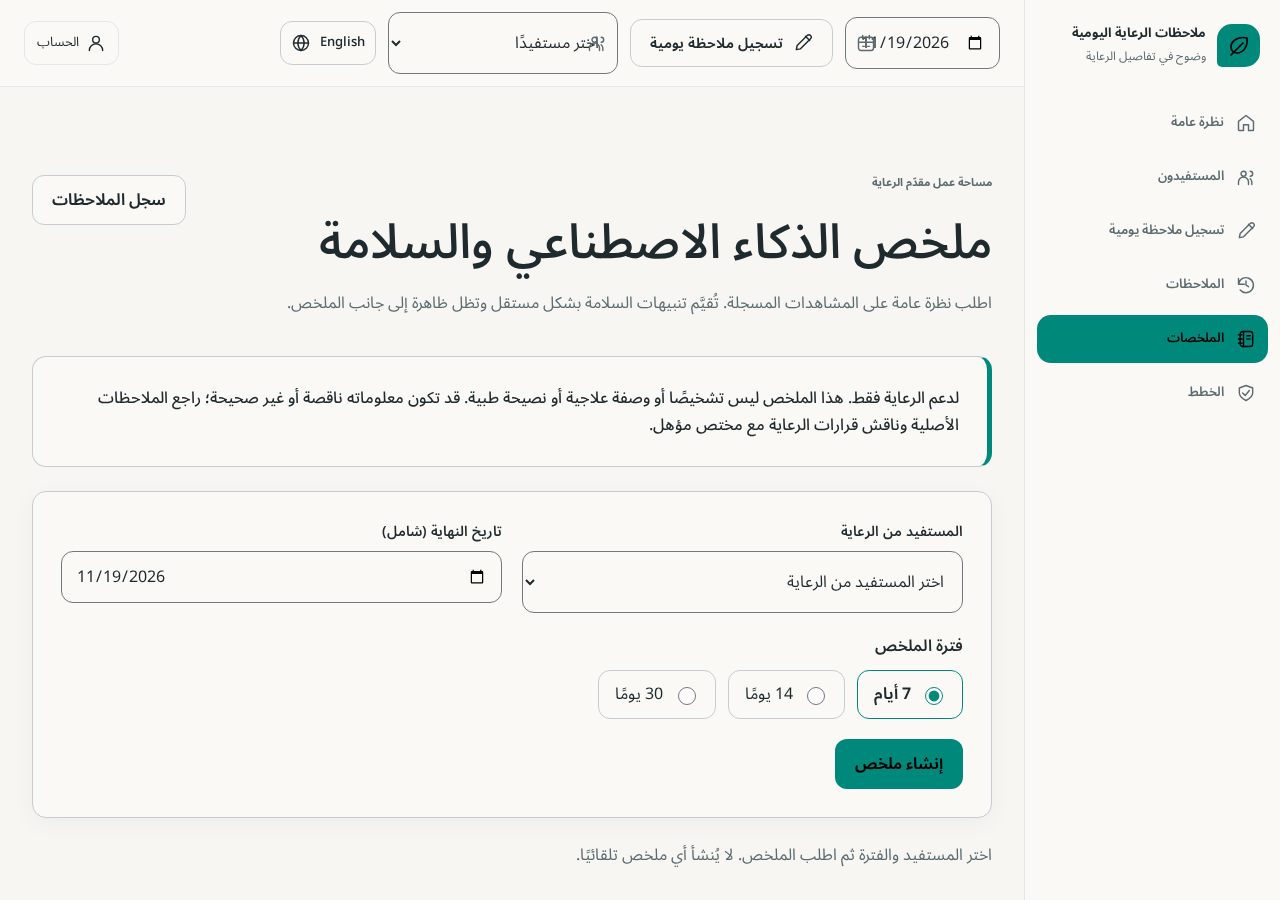 ملاحظات الرعاية اليومية
وضوح في تفاصيل الرعاية
نظرة عامة
المستفيدون
تسجيل ملاحظة يومية
الملاحظات
الملخصات
الخطط
11/19/2026
تسجيل ملاحظة يومية
اختر مستفيدًا
English
الحساب
مساحة عمل مقدّم الرعاية
ملخص الذكاء الاصطناعي والسلامة
اطلب نظرة عامة على المشاهدات المسجلة. تُقيَّم تنبيهات السلامة بشكل مستقل وتظل ظاهرة إلى جانب الملخص.
سجل الملاحظات
لدعم الرعاية فقط. هذا الملخص ليس تشخيصًا أو وصفة علاجية أو نصيحة طبية. قد تكون معلوماته ناقصة أو غير صحيحة؛ راجع الملاحظات
الأصلية وناقش قرارات الرعاية مع مختص مؤهل.
المستفيد من الرعاية
اختر المستفيد من الرعاية
تاريخ النهاية (شامل)
11/19/2026
فترة الملخص
7 أيام
14 يومًا
30 يومًا
إنشاء ملخص
اختر المستفيد والفترة ثم اطلب الملخص. لا يُنشأ أي ملخص تلقائيًا.